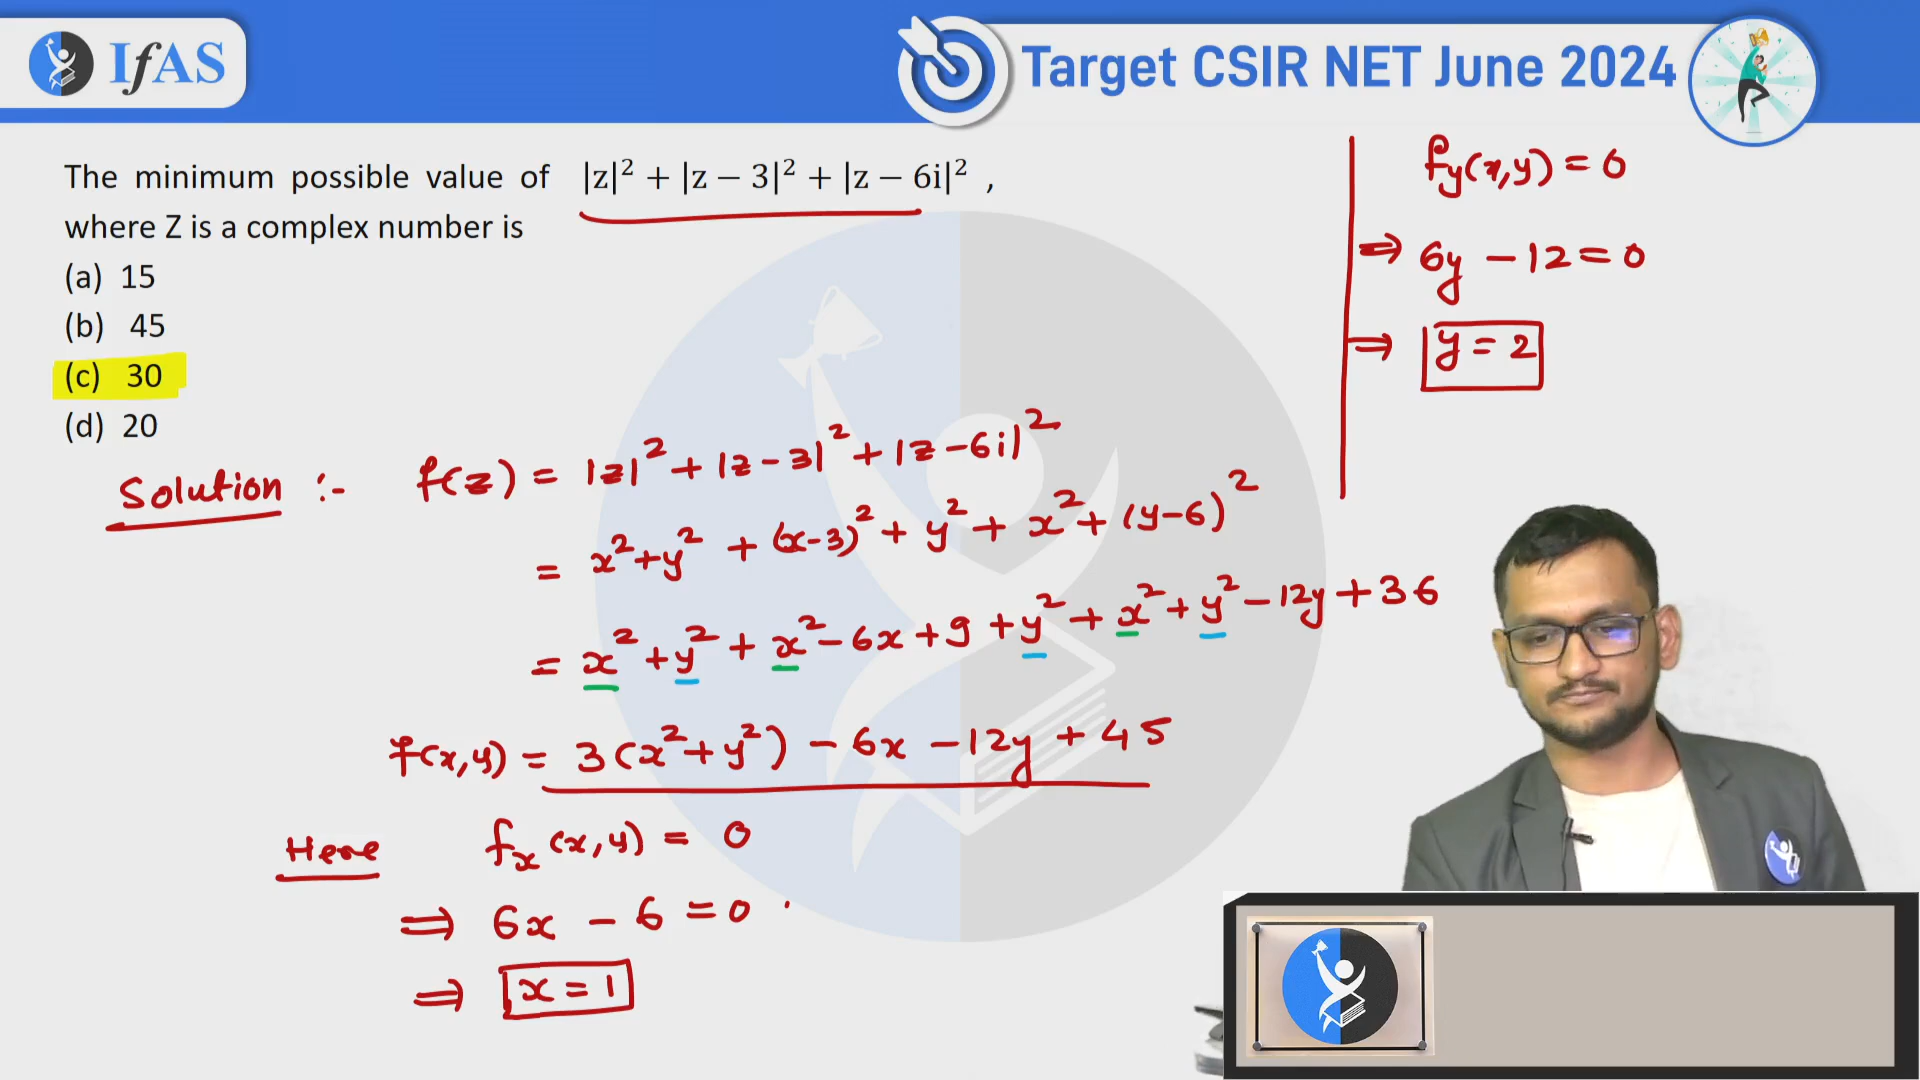 IfAS
Target CSIR NET June 2024
The minimum possible value of |z|² + |z − 3|² + |z − 6i|² ,
where Z is a complex number is
(a) 15
(b) 45
(c) 30
(d) 20
Solution :- f(z) = |z|² + |z - 3|² + |z - 6i|²
= x² + y² + (x-3)² + y² + x² + (y-6)²
= x² + y² + x² - 6x + 9 + y² + x² + y² - 12y + 36
f(x,y) = 3(x² + y²) - 6x - 12y + 45
Here fx(x,y) = 0
⇒ 6x - 6 = 0
⇒ x = 1
fy(x,y) = 0
⇒ 6y - 12 = 0
⇒ y = 2